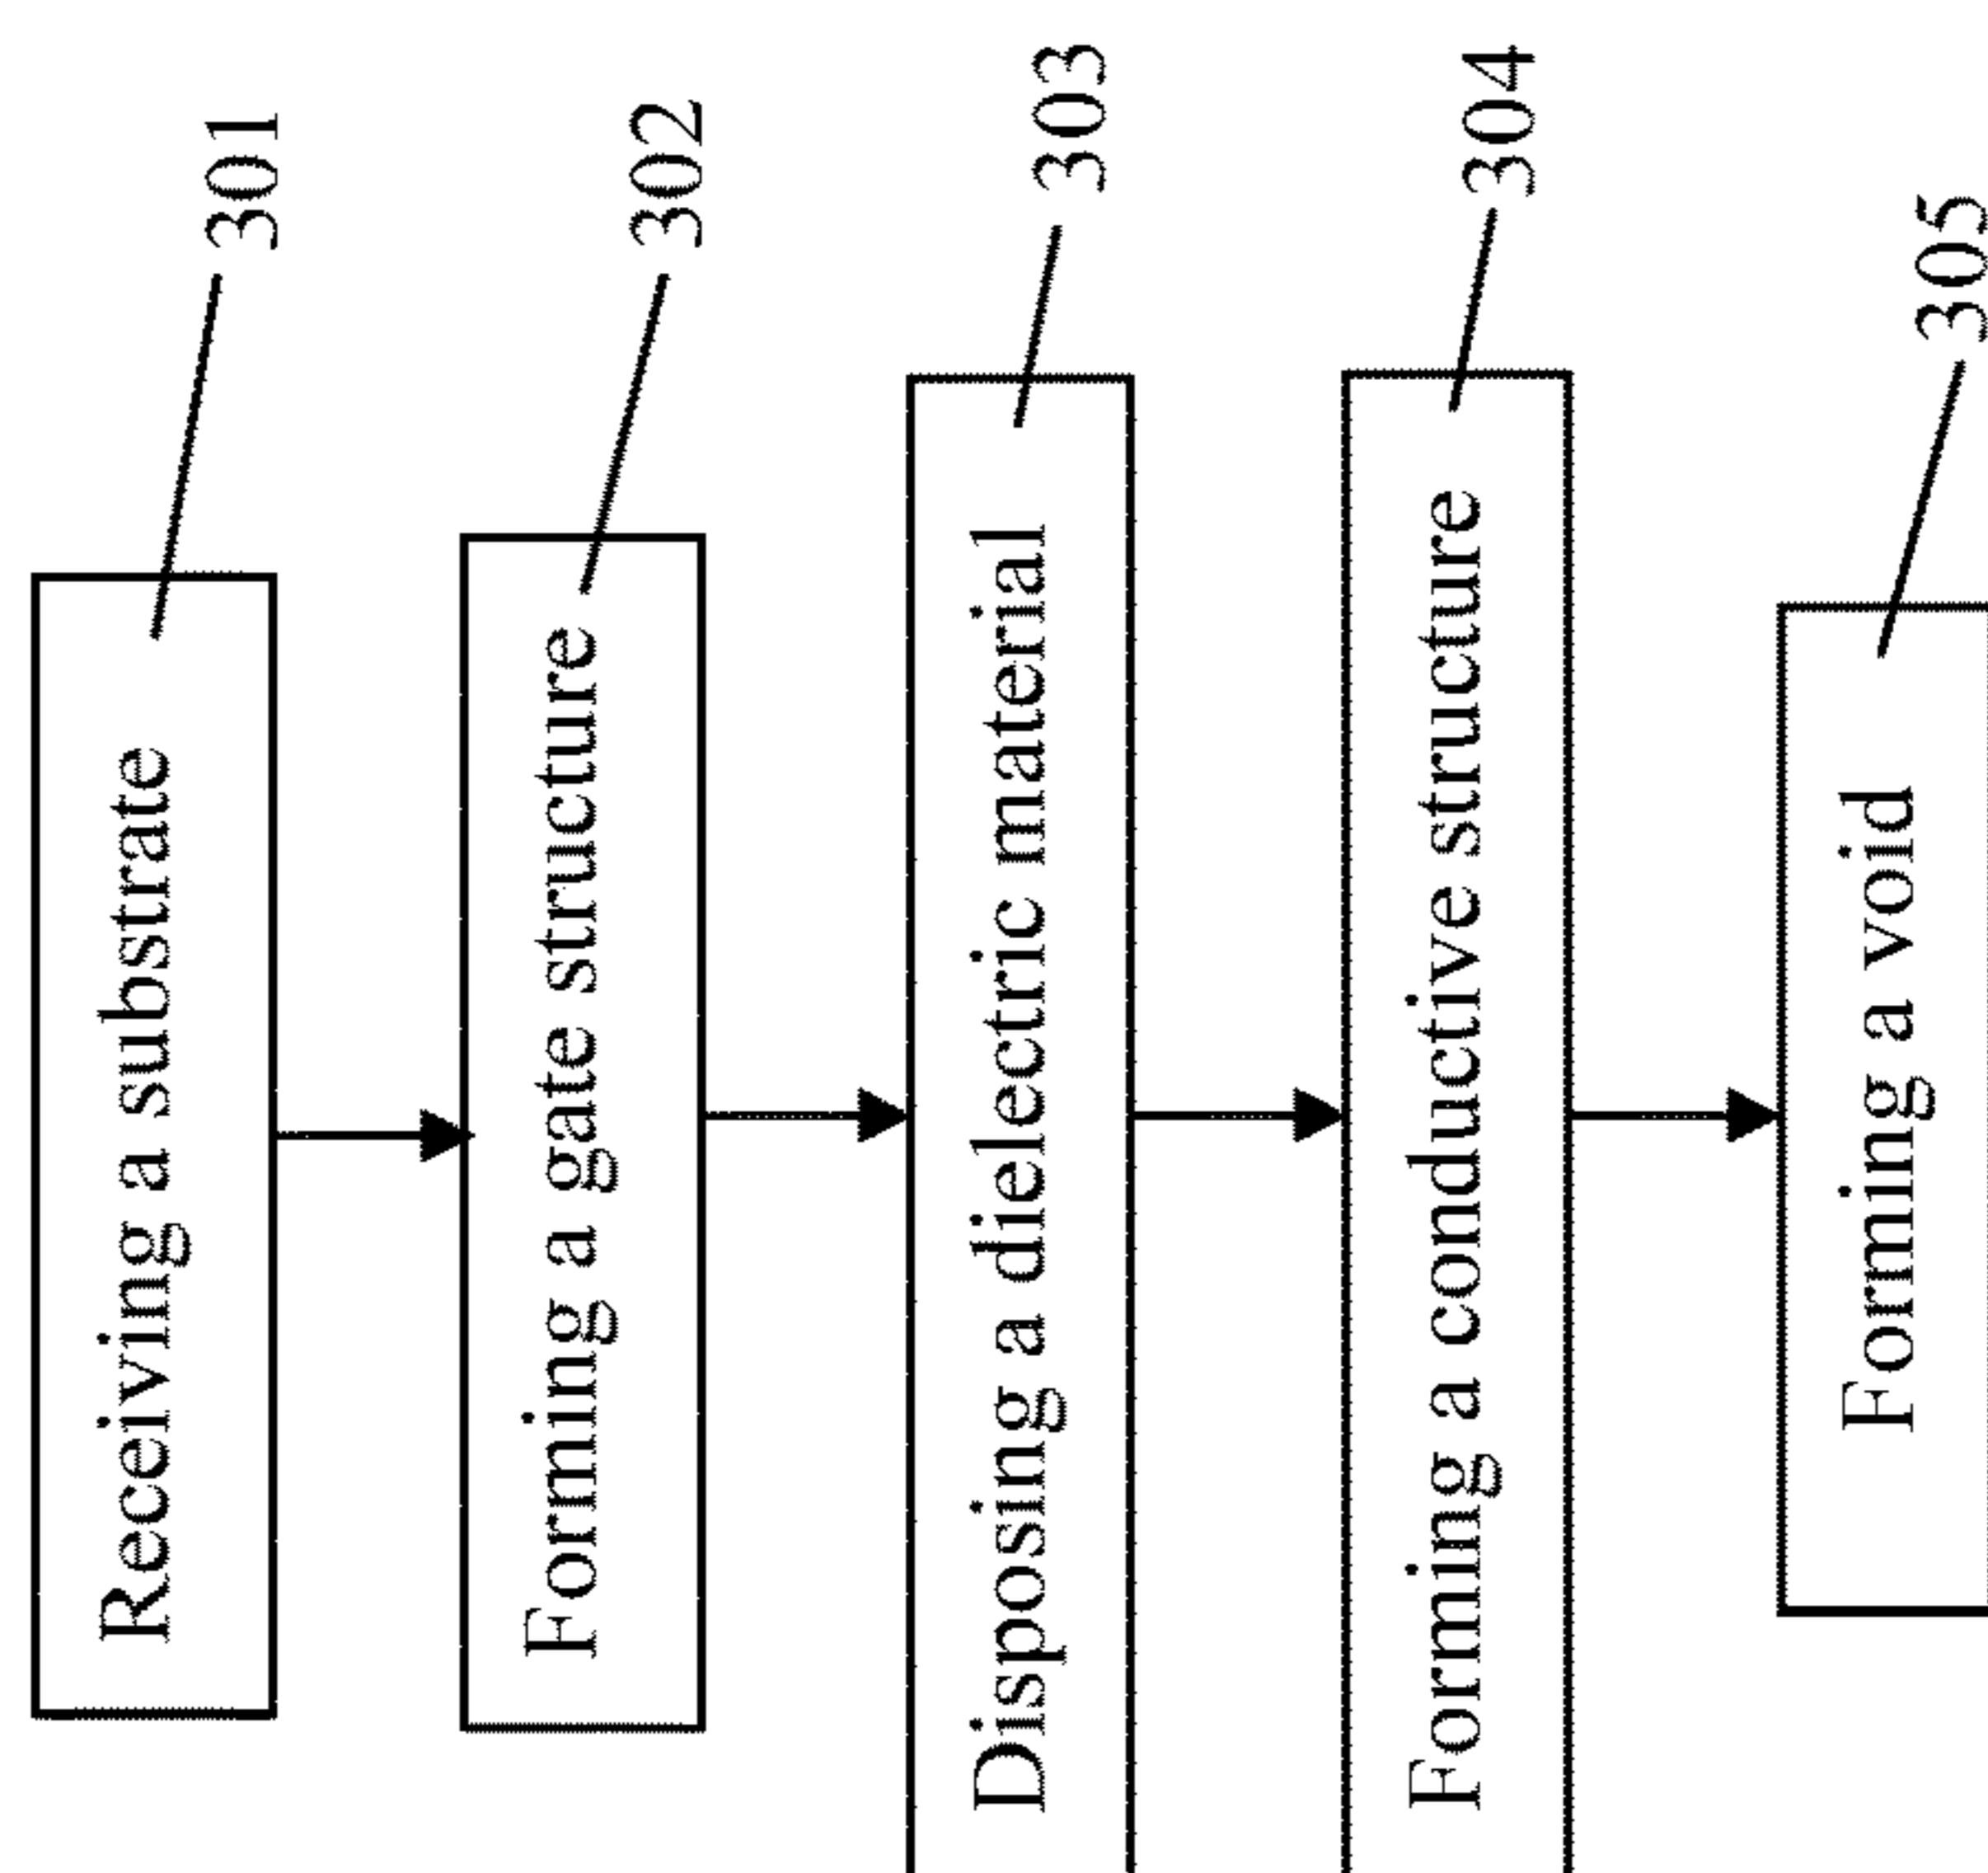 Receiving a substrate
301
Forming a gate structure
302
Disposing a dielectric material
303
Forming a conductive structure
304
Forming a void
305